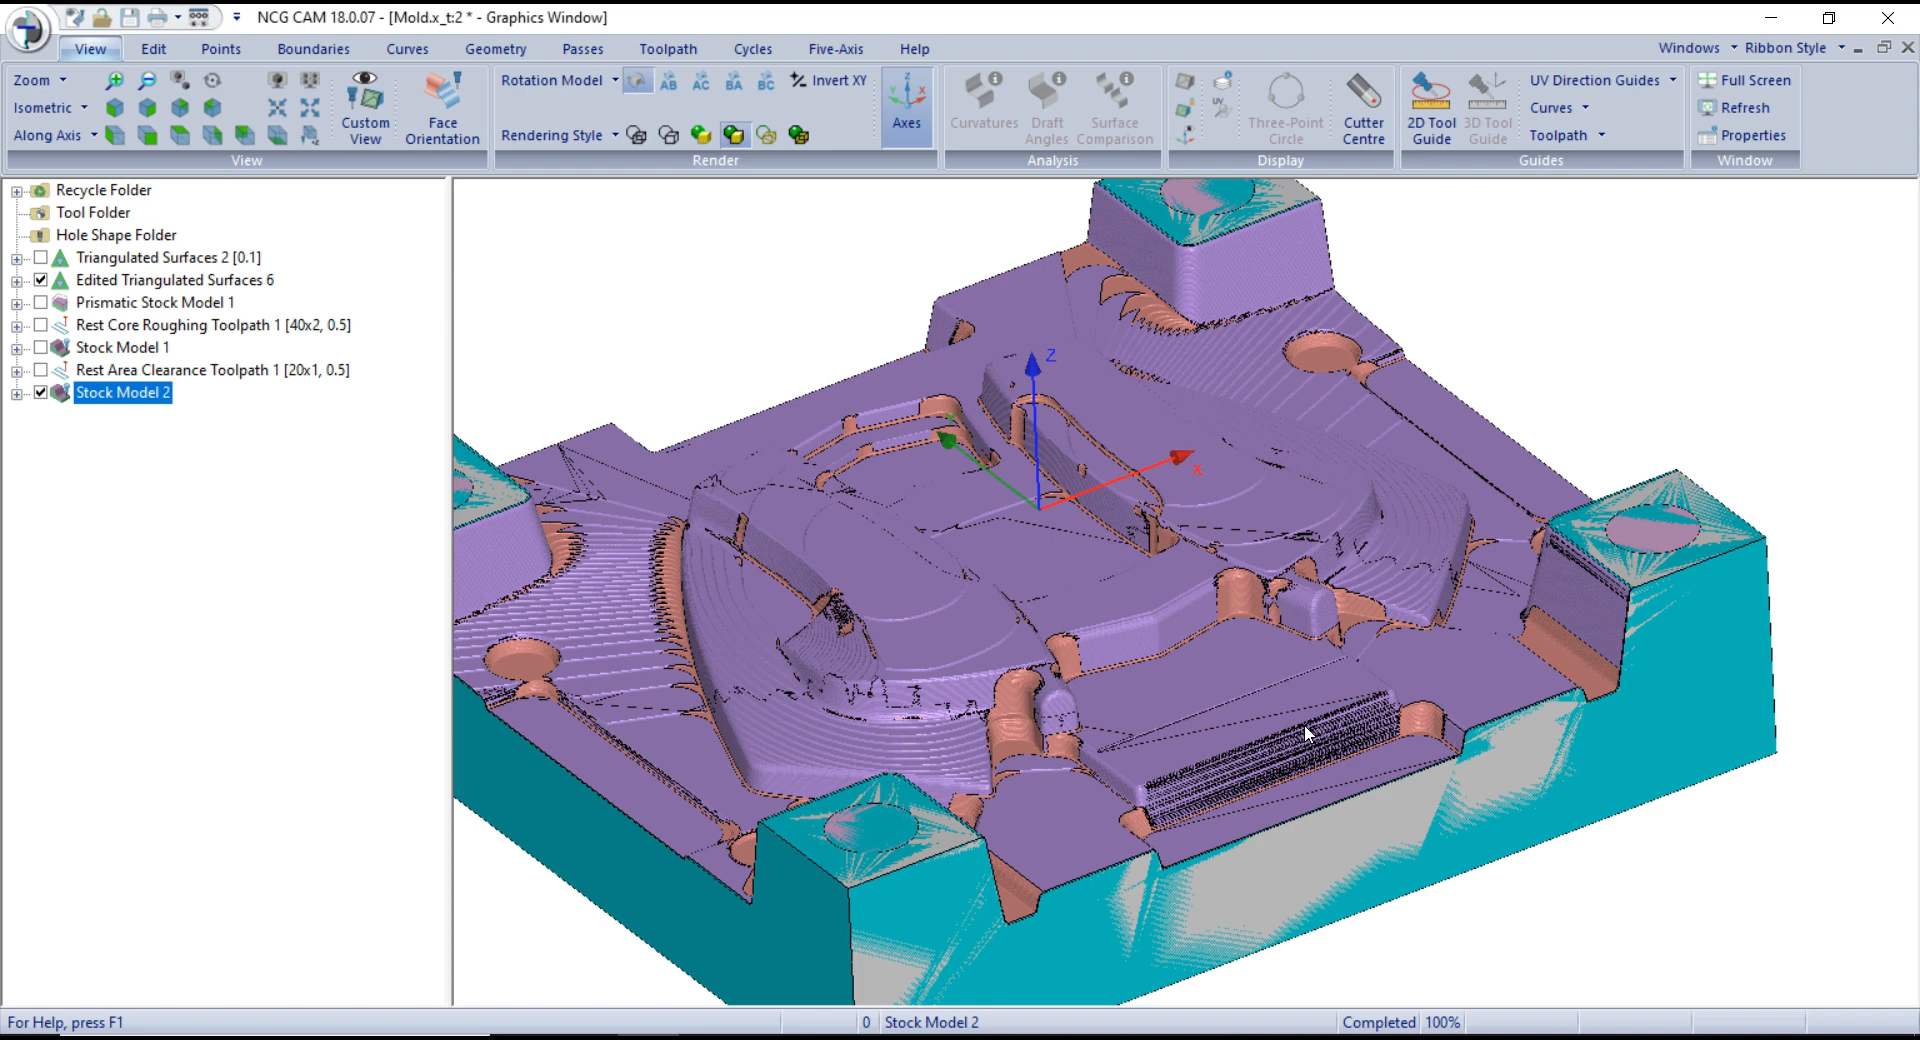 NCG CAM 18.0.07 - [Mold.x_t:2 * - Graphics Window]
View Edit Points Boundaries Curves Geometry Passes Toolpath Cycles Five-Axis Help Windows Ribbon Style
Zoom
Isometric
Along Axis
Custom View
Face Orientation
View
Rotation Model AB AC BA BC Invert XY
Rendering Style
Axes
Render
Curvatures
Draft Angles
Surface Comparison
Analysis
UV
Three-Point Circle
Cutter Centre
Display
2D Tool Guide
3D Tool Guide
UV Direction Guides
Curves
Toolpath
Guides
Full Screen
Refresh
Properties
Window
Recycle Folder
Tool Folder
Hole Shape Folder
Triangulated Surfaces 2 [0.1]
Edited Triangulated Surfaces 6
Prismatic Stock Model 1
Rest Core Roughing Toolpath 1 [40x2, 0.5]
Stock Model 1
Rest Area Clearance Toolpath 1 [20x1, 0.5]
Stock Model 2
Z
X
For Help, press F1 0 Stock Model 2 Completed 100%